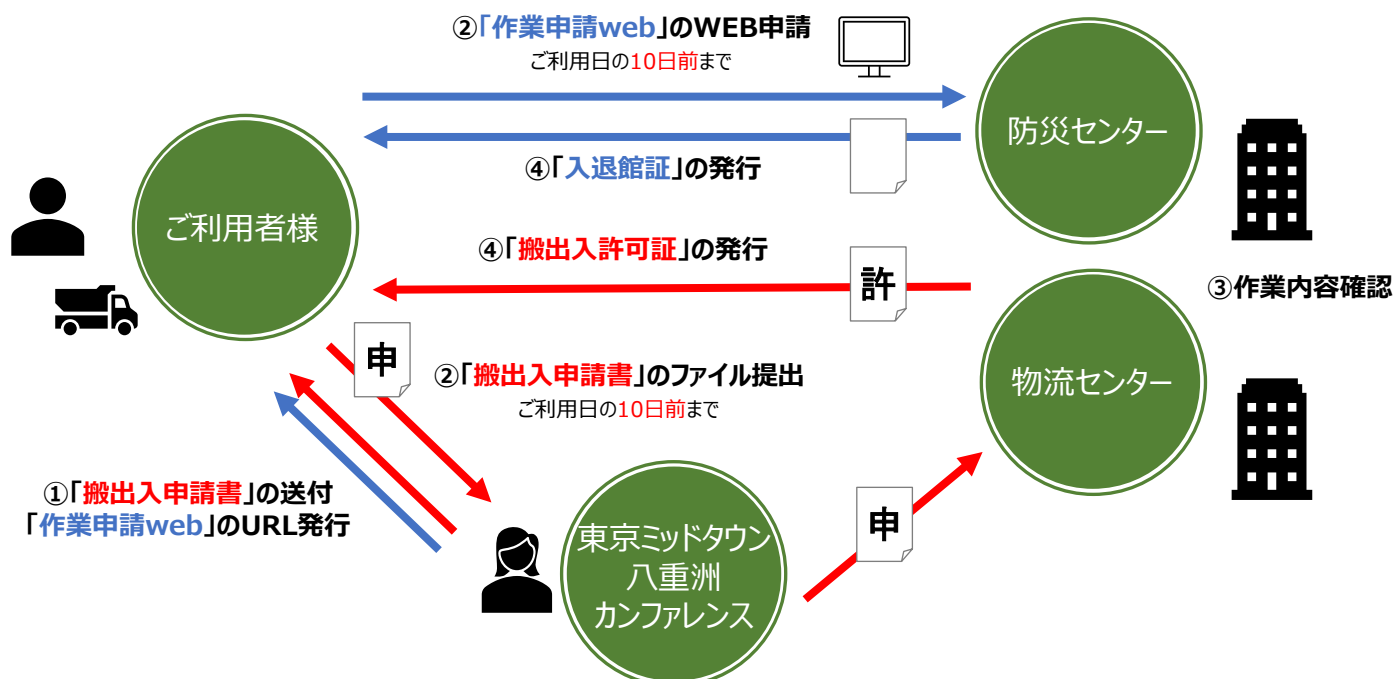 ②「作業申請web」のWEB申請
ご利用日の10日前まで
防災センター
④「入退館証」の発行
ご利用者様
④「搬出入許可証」の発行
許
③作業内容確認
申
②「搬出入申請書」のファイル提出
ご利用日の10日前まで
物流センター
①「搬出入申請書」の送付
「作業申請web」のURL発行
東京ミッドタウン
八重洲
カンファレンス
申